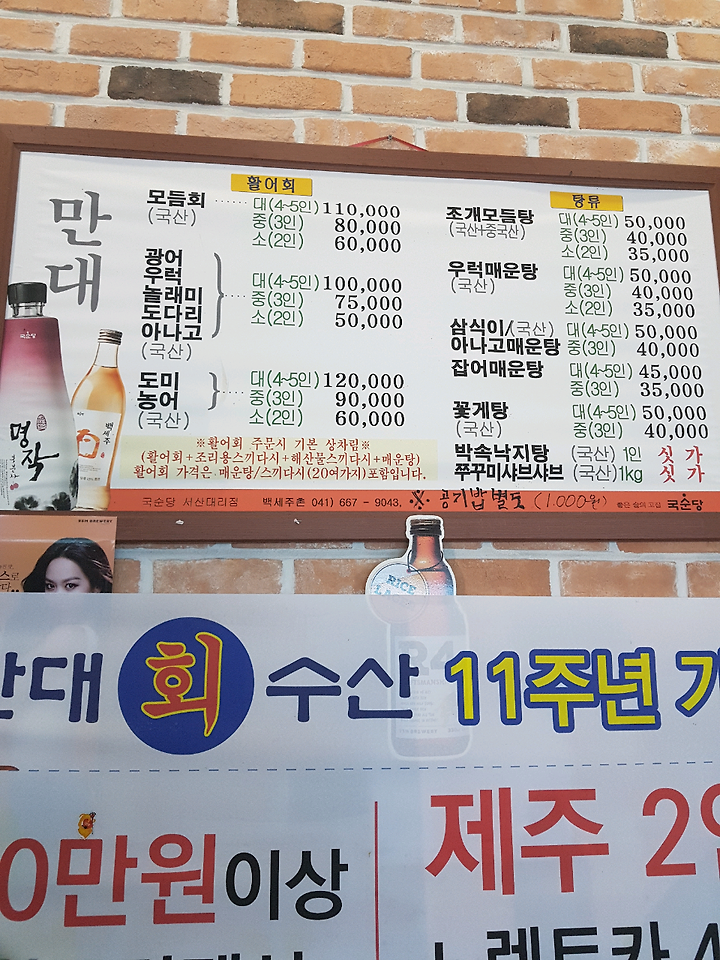 만대
활어회
모듬회
(국산)
대(4~5인) 110,000
중(3인) 80,000
소(2인) 60,000
광어
우럭
놀래미
도다리
아나고
(국산)
대(4~5인) 100,000
중(3인) 75,000
소(2인) 50,000
도미
농어
(국산)
대(4~5인) 120,000
중(3인) 90,000
소(2인) 60,000
※활어회 주문시 기본 상차림※
(활어회+조리용스끼다시+해산물스끼다시+매운탕)
활어회 가격은 매운탕/스끼다시(20여가지)포함입니다.
탕류
조개모듬탕
(국산+중국산)
대(4~5인) 50,000
중(3인) 40,000
소(2인) 35,000
우럭매운탕
(국산)
대(4~5인) 50,000
중(3인) 40,000
소(2인) 35,000
삼식이/(국산)
아나고매운탕
대(4~5인) 50,000
중(3인) 40,000
잡어매운탕
대(4~5인) 45,000
중(3인) 35,000
꽃게탕
(국산)
대(4~5인) 50,000
중(3인) 40,000
박속낙지탕 (국산) 1인 싯가
쭈꾸미샤브샤브 (국산)1kg 싯가
국순당 서산대리점 백세주촌 041) 667 - 9043,
※ 공기밥 별도 (1.000원)
국순당
명작
백세주
RICE
R4
만대 회 수산 11주년
0만원이상
제주 2인
렌트카 4